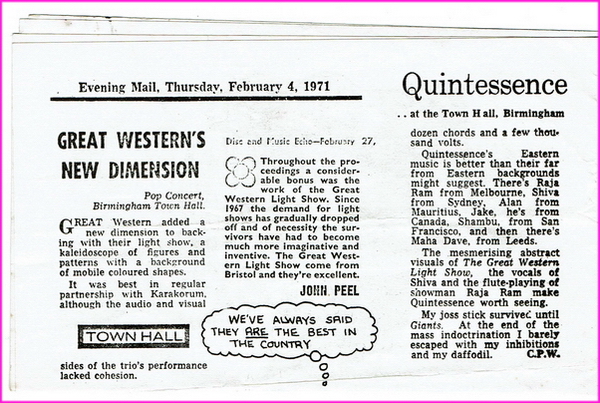 Evening Mail, Thursday, February 4, 1971
GREAT WESTERN'S
NEW DIMENSION
Pop Concert,
Birmingham Town Hall.
GREAT Western added a
new dimension to back-
ing with their light show, a
kaleidoscope of figures and
patterns with a background
of mobile coloured shapes.
It was best in regular
partnership with Karakorum,
although the audio and visual
TOWN HALL
sides of the trio's performance
lacked cohesion.
Disc and Music Echo—February 27,
Throughout the pro-
ceedings a consider-
able bonus was the
work of the Great
Western Light Show. Since
1967 the demand for light
shows has gradually dropped
off and of necessity the sur-
vivors have had to become
much more imaginative and
inventive. The Great West-
ern Light Show come from
Bristol and they're excellent.
JOHN PEEL
WE'VE ALWAYS SAID
THEY ARE THE BEST IN
THE COUNTRY
Quintessence
. . at the Town Hall, Birmingham
dozen chords and a few thou-
sand volts.
Quintessence's Eastern
music is better than their far
from Eastern backgrounds
might suggest. There's Raja
Ram from Melbourne, Shiva
from Sydney, Alan from
Mauritius. Jake, he's from
Canada, Shambu, from San
Francisco, and then there's
Maha Dave, from Leeds.
The mesmerising abstract
visuals of The Great Western
Light Show, the vocals of
Shiva and the flute-playing of
showman Raja Ram make
Quintessence worth seeing.
My joss stick survived until
Giants. At the end of the
mass indoctrination I barely
escaped with my inhibitions
and my daffodil. C.P.W.